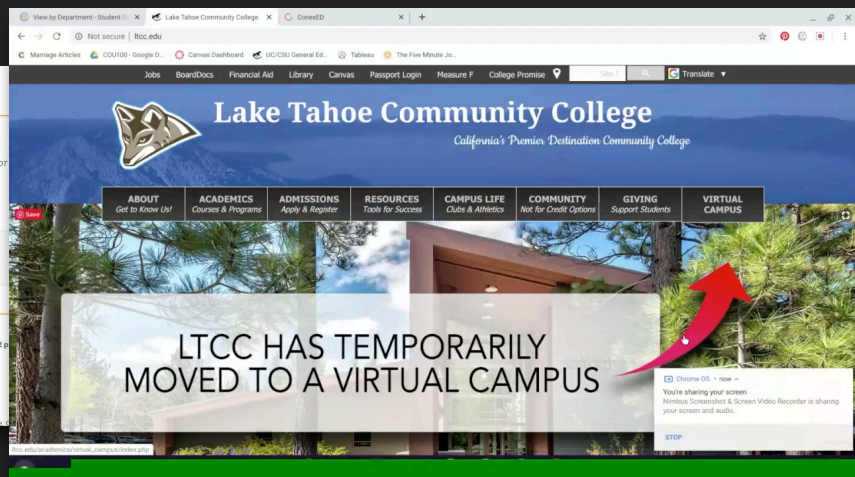 View by Department - Student Di
Lake Tahoe Community College
ConexED
Not secure | ltcc.edu
Marriage Articles
COU100 - Google D...
Canvas Dashboard
UC/CSU General Ed..
Tableau
The Five Minute Jo...
Jobs
BoardDocs
Financial Aid
Library
Canvas
Passport Login
Measure F
College Promise
Translate
Lake Tahoe Community College
California's Premier Destination Community College
ABOUT
Get to Know Us!
ACADEMICS
Courses & Programs
ADMISSIONS
Apply & Register
RESOURCES
Tools for Success
CAMPUS LIFE
Clubs & Athletics
COMMUNITY
Not for Credit Options
GIVING
Support Students
VIRTUAL
CAMPUS
Save
LTCC HAS TEMPORARILY
MOVED TO A VIRTUAL CAMPUS
Chrome OS • now
You're sharing your screen
Nimbus Screenshot & Screen Video Recorder is sharing
your screen and audio.
STOP
ltcc.edu/academics/virtual_campus/index.php